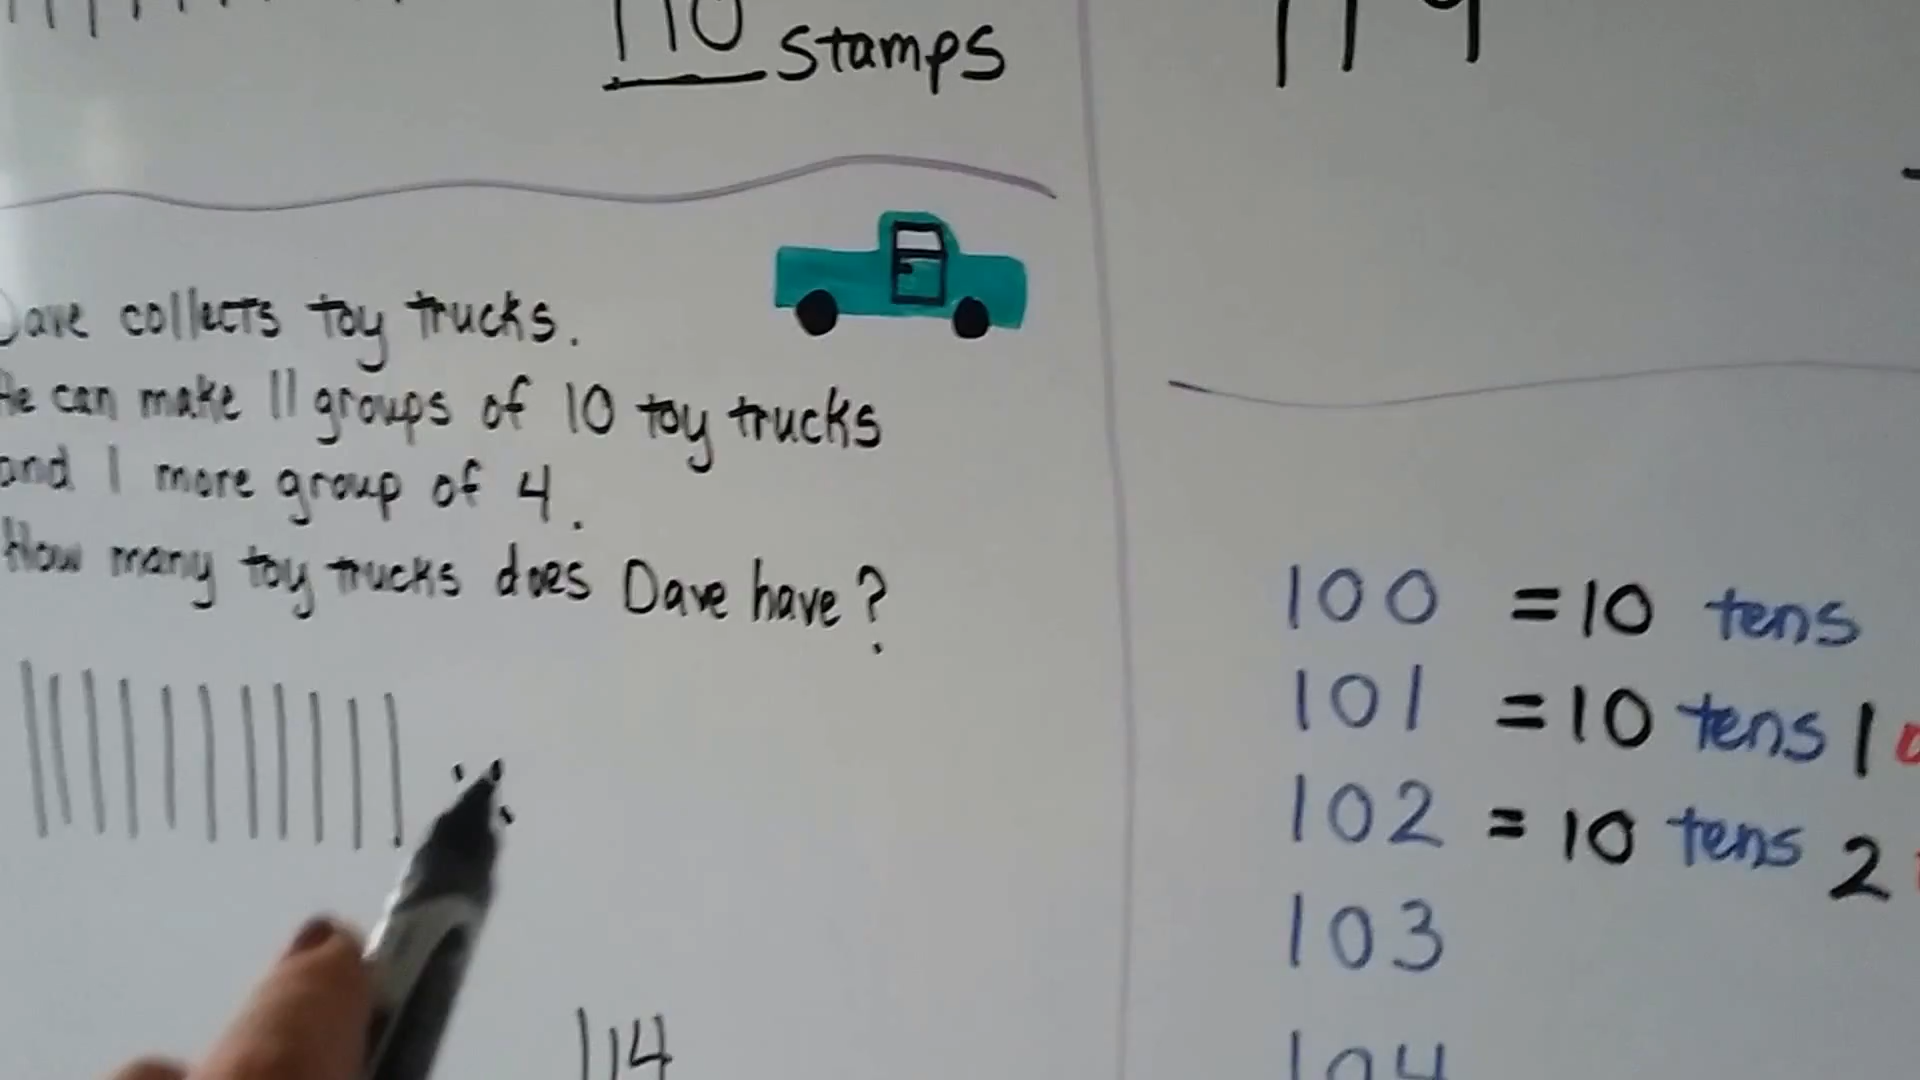 110 stamps
Dave collects toy trucks.
He can make 11 groups of 10 toy trucks
and 1 more group of 4.
How many toy trucks does Dave have?
114
119
100 = 10 tens
101 = 10 tens 1
102 = 10 tens 2
103
104